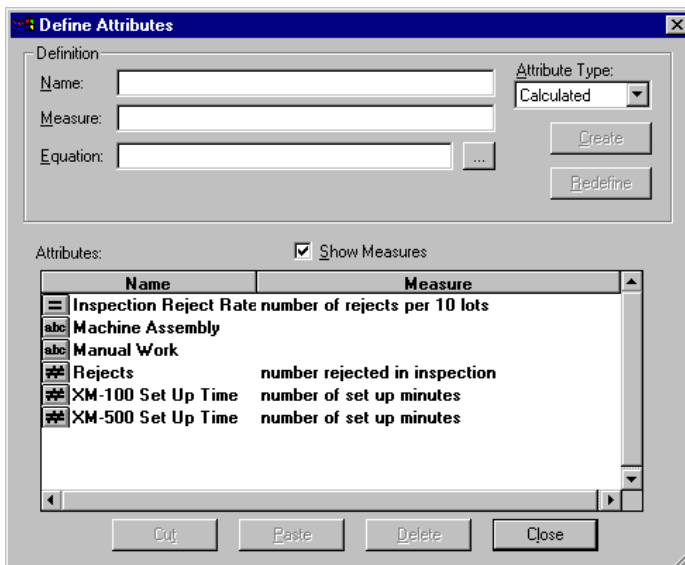 Define Attributes
Definition
Name:
Attribute Type:
Calculated
Measure:
Create
Equation:
...
Redefine
Attributes:
Show Measures
Name Measure
= Inspection Reject Rate number of rejects per 10 lots
abc Machine Assembly
abc Manual Work
# Rejects number rejected in inspection
# XM-100 Set Up Time number of set up minutes
# XM-500 Set Up Time number of set up minutes
Cut Paste Delete Close